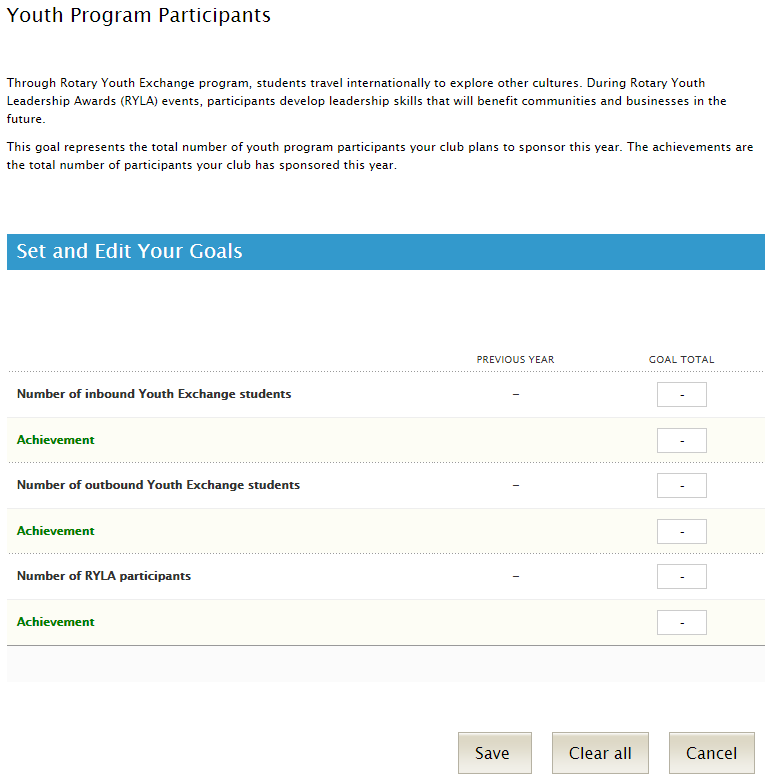 Youth Program Participants
Through Rotary Youth Exchange program, students travel internationally to explore other cultures. During Rotary Youth
Leadership Awards (RYLA) events, participants develop leadership skills that will benefit communities and businesses in the
future.
This goal represents the total number of youth program participants your club plans to sponsor this year. The achievements are
the total number of participants your club has sponsored this year.
Set and Edit Your Goals
PREVIOUS YEAR GOAL TOTAL
Number of inbound Youth Exchange students – -
Achievement -
Number of outbound Youth Exchange students – -
Achievement -
Number of RYLA participants – -
Achievement -
Save Clear all Cancel